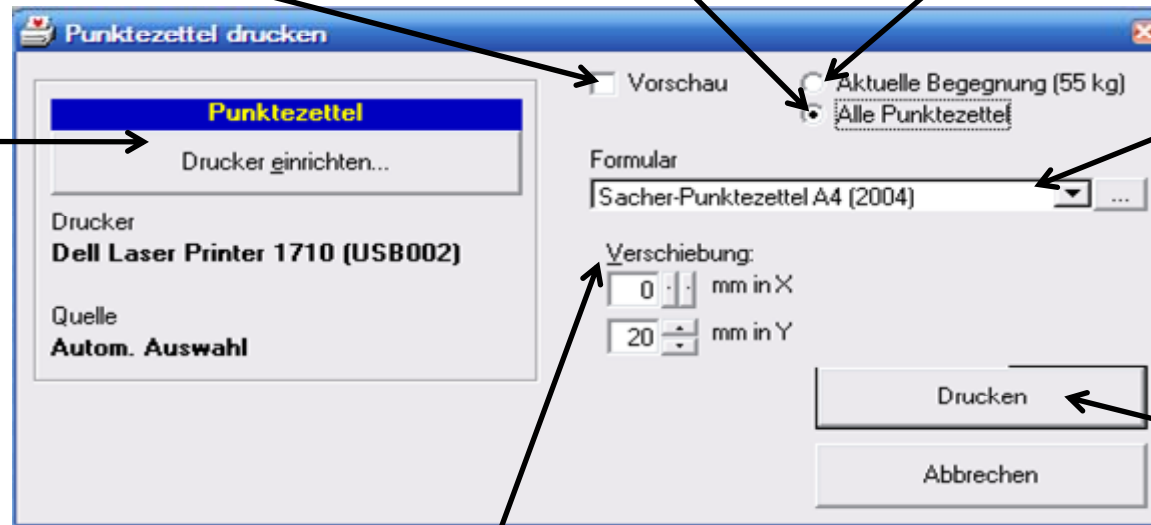 Punktezettel drucken
Punktezettel
Drucker einrichten...
Drucker
Dell Laser Printer 1710 (USB002)
Quelle
Autom. Auswahl
Vorschau
Aktuelle Begegnung (55 kg)
Alle Punktezettel
Formular
Sacher-Punktezettel A4 (2004)
...
Verschiebung:
0 mm in X
20 mm in Y
Drucken
Abbrechen